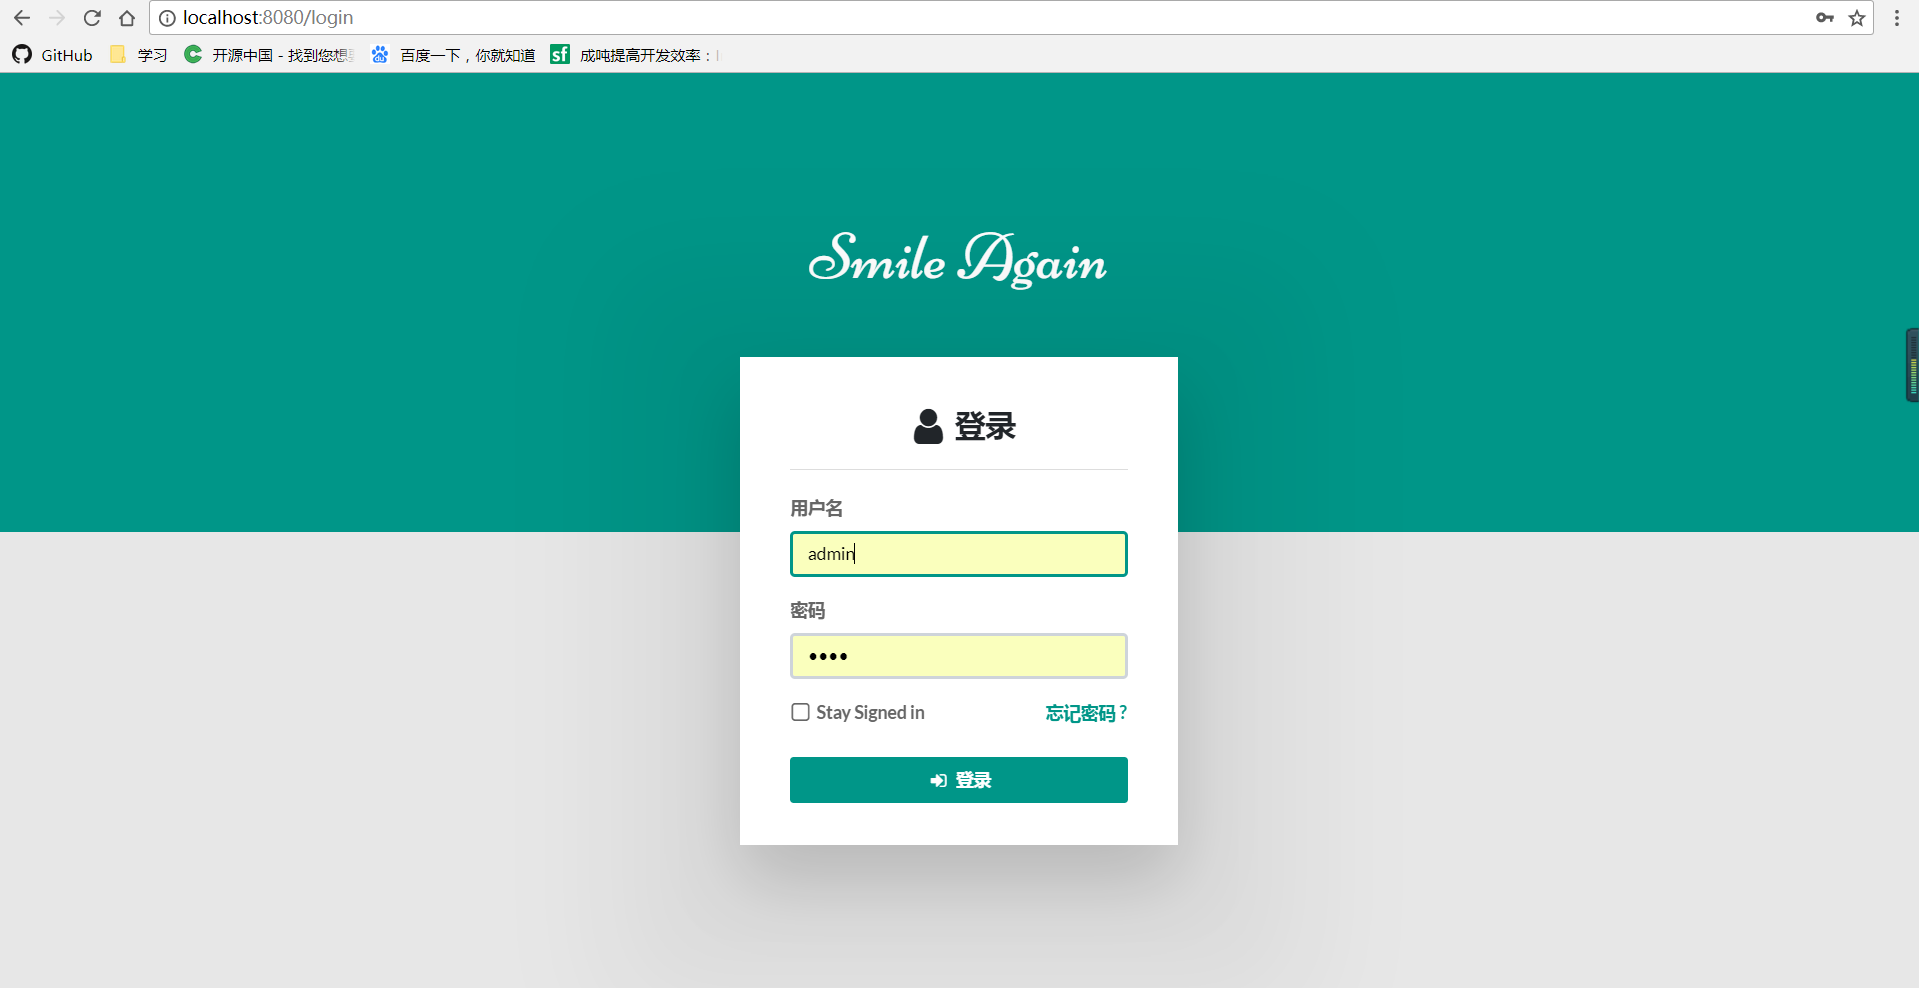 localhost:8080/login
GitHub 学习 开源中国 - 找到您想 百度一下，你就知道 sf 成吨提高开发效率：
Smile Again
登录
用户名
admin
密码
••••
Stay Signed in 忘记密码？
登录